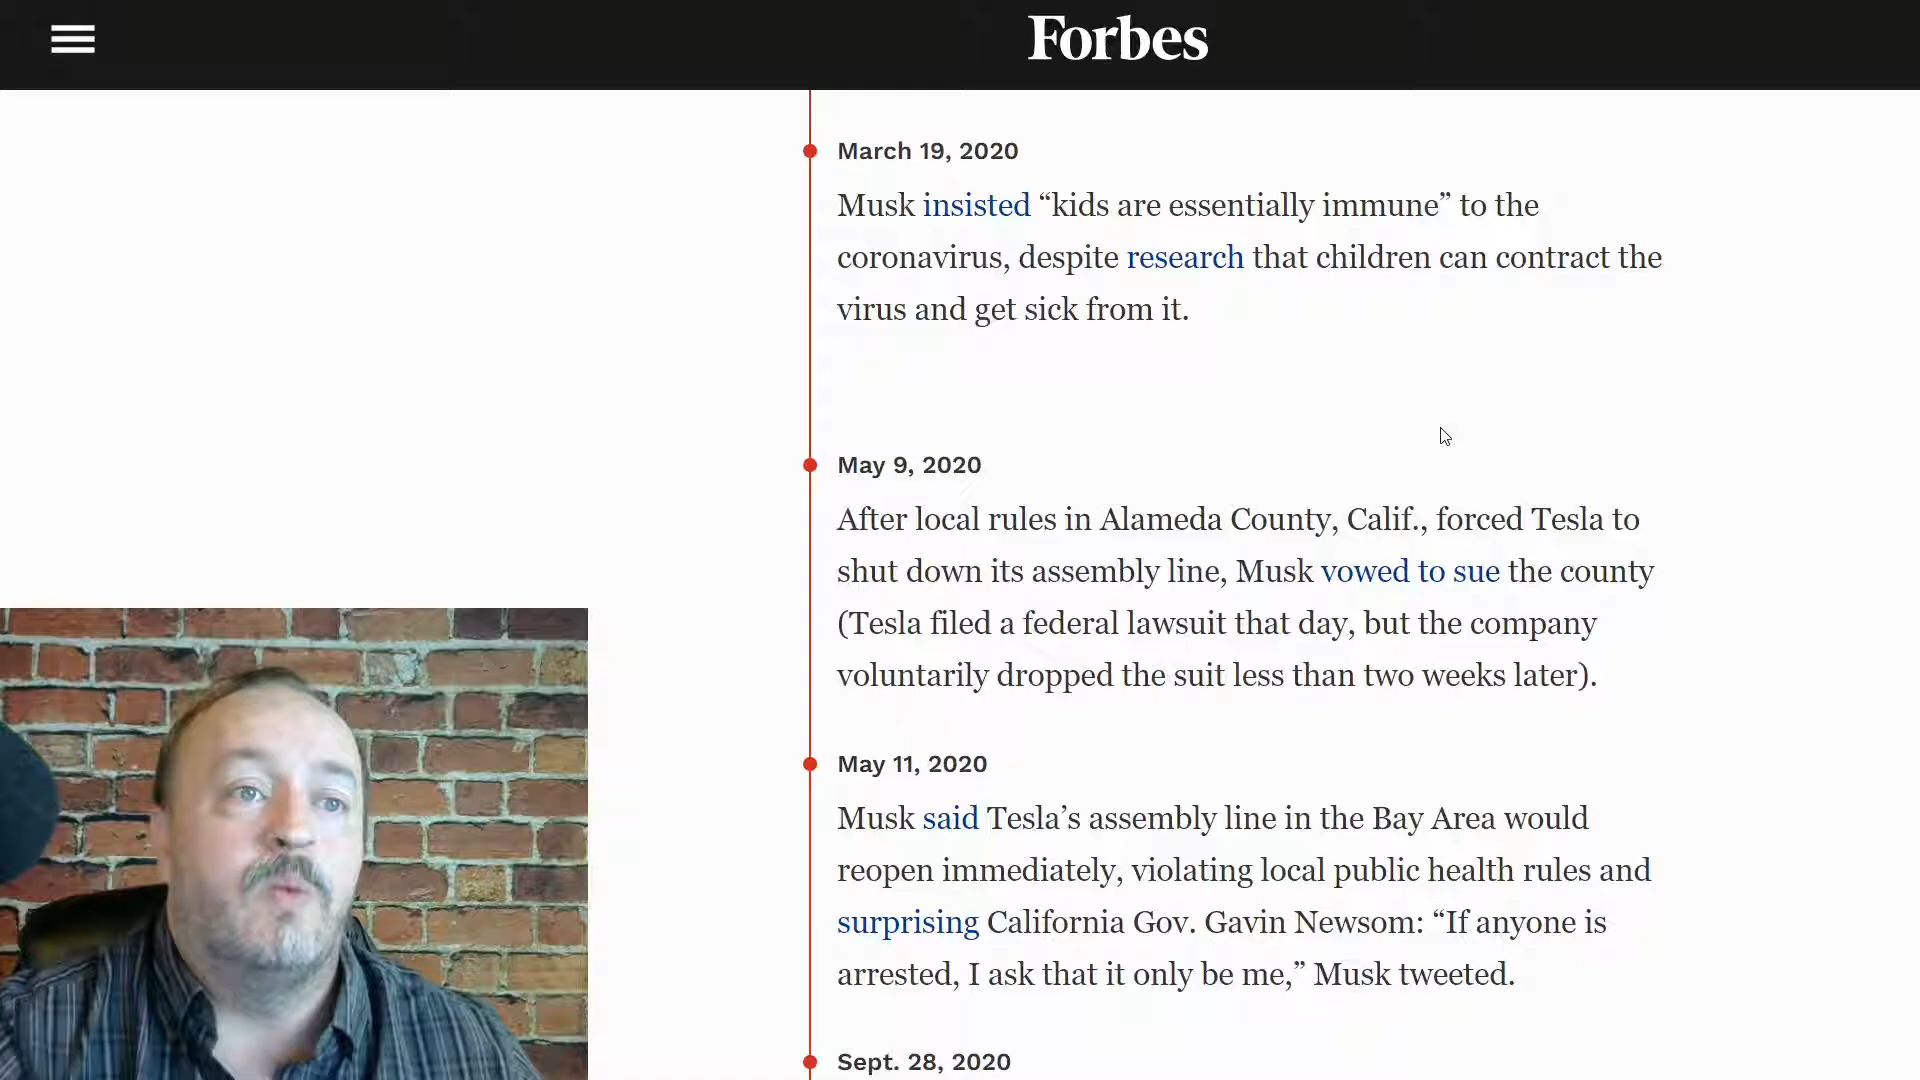 Forbes
March 19, 2020
Musk insisted “kids are essentially immune” to the
coronavirus, despite research that children can contract the
virus and get sick from it.
May 9, 2020
After local rules in Alameda County, Calif., forced Tesla to
shut down its assembly line, Musk vowed to sue the county
(Tesla filed a federal lawsuit that day, but the company
voluntarily dropped the suit less than two weeks later).
May 11, 2020
Musk said Tesla’s assembly line in the Bay Area would
reopen immediately, violating local public health rules and
surprising California Gov. Gavin Newsom: “If anyone is
arrested, I ask that it only be me,” Musk tweeted.
Sept. 28, 2020